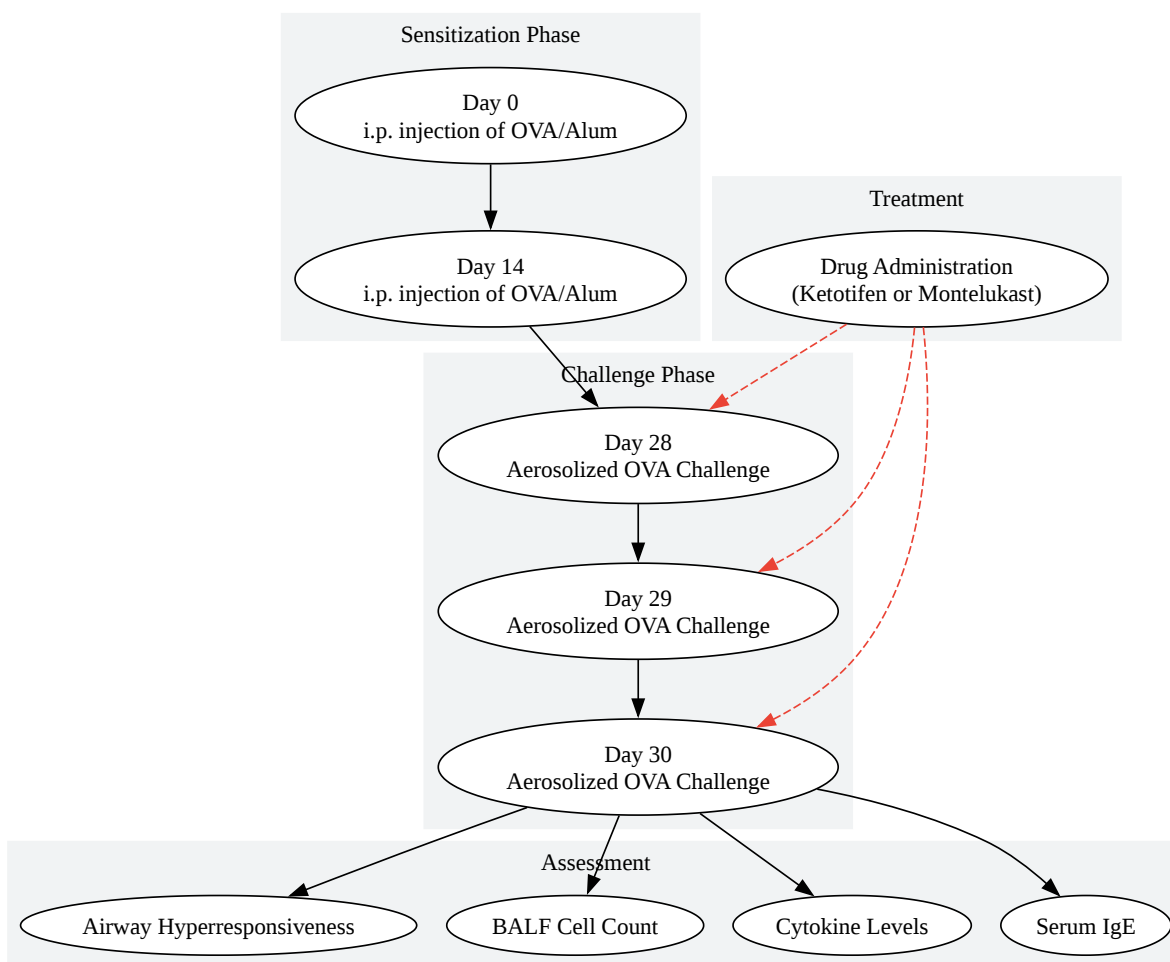 Sensitization Phase
Day 0
i.p. injection of OVA/Alum
Day 14
i.p. injection of OVA/Alum
Treatment
Drug Administration
(Ketotifen or Montelukast)
Challenge Phase
Day 28
Aerosolized OVA Challenge
Day 29
Aerosolized OVA Challenge
Day 30
Aerosolized OVA Challenge
Assessment
Airway Hyperresponsiveness
BALF Cell Count
Cytokine Levels
Serum IgE